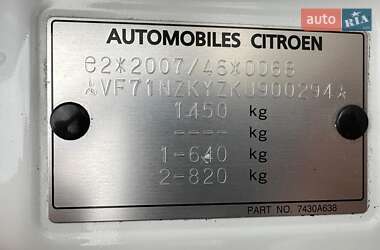 auto RIA
AUTOMOBILES CITROEN
e2*2007/46*0066
*VF71NZKYZKU900294*
1450 kg
---- kg
1-640 kg
2-820 kg
PART NO. 7430A638